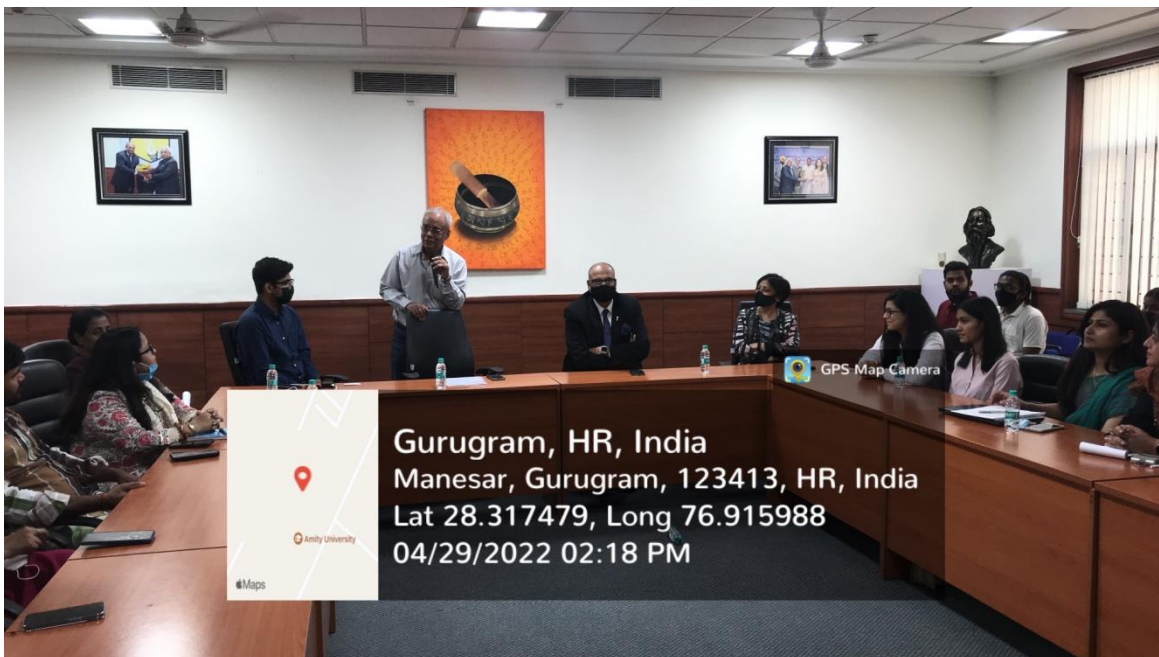 GPS Map Camera
Gurugram, HR, India
Manesar, Gurugram, 123413, HR, India
Lat 28.317479, Long 76.915988
04/29/2022 02:18 PM
Amity University
Maps